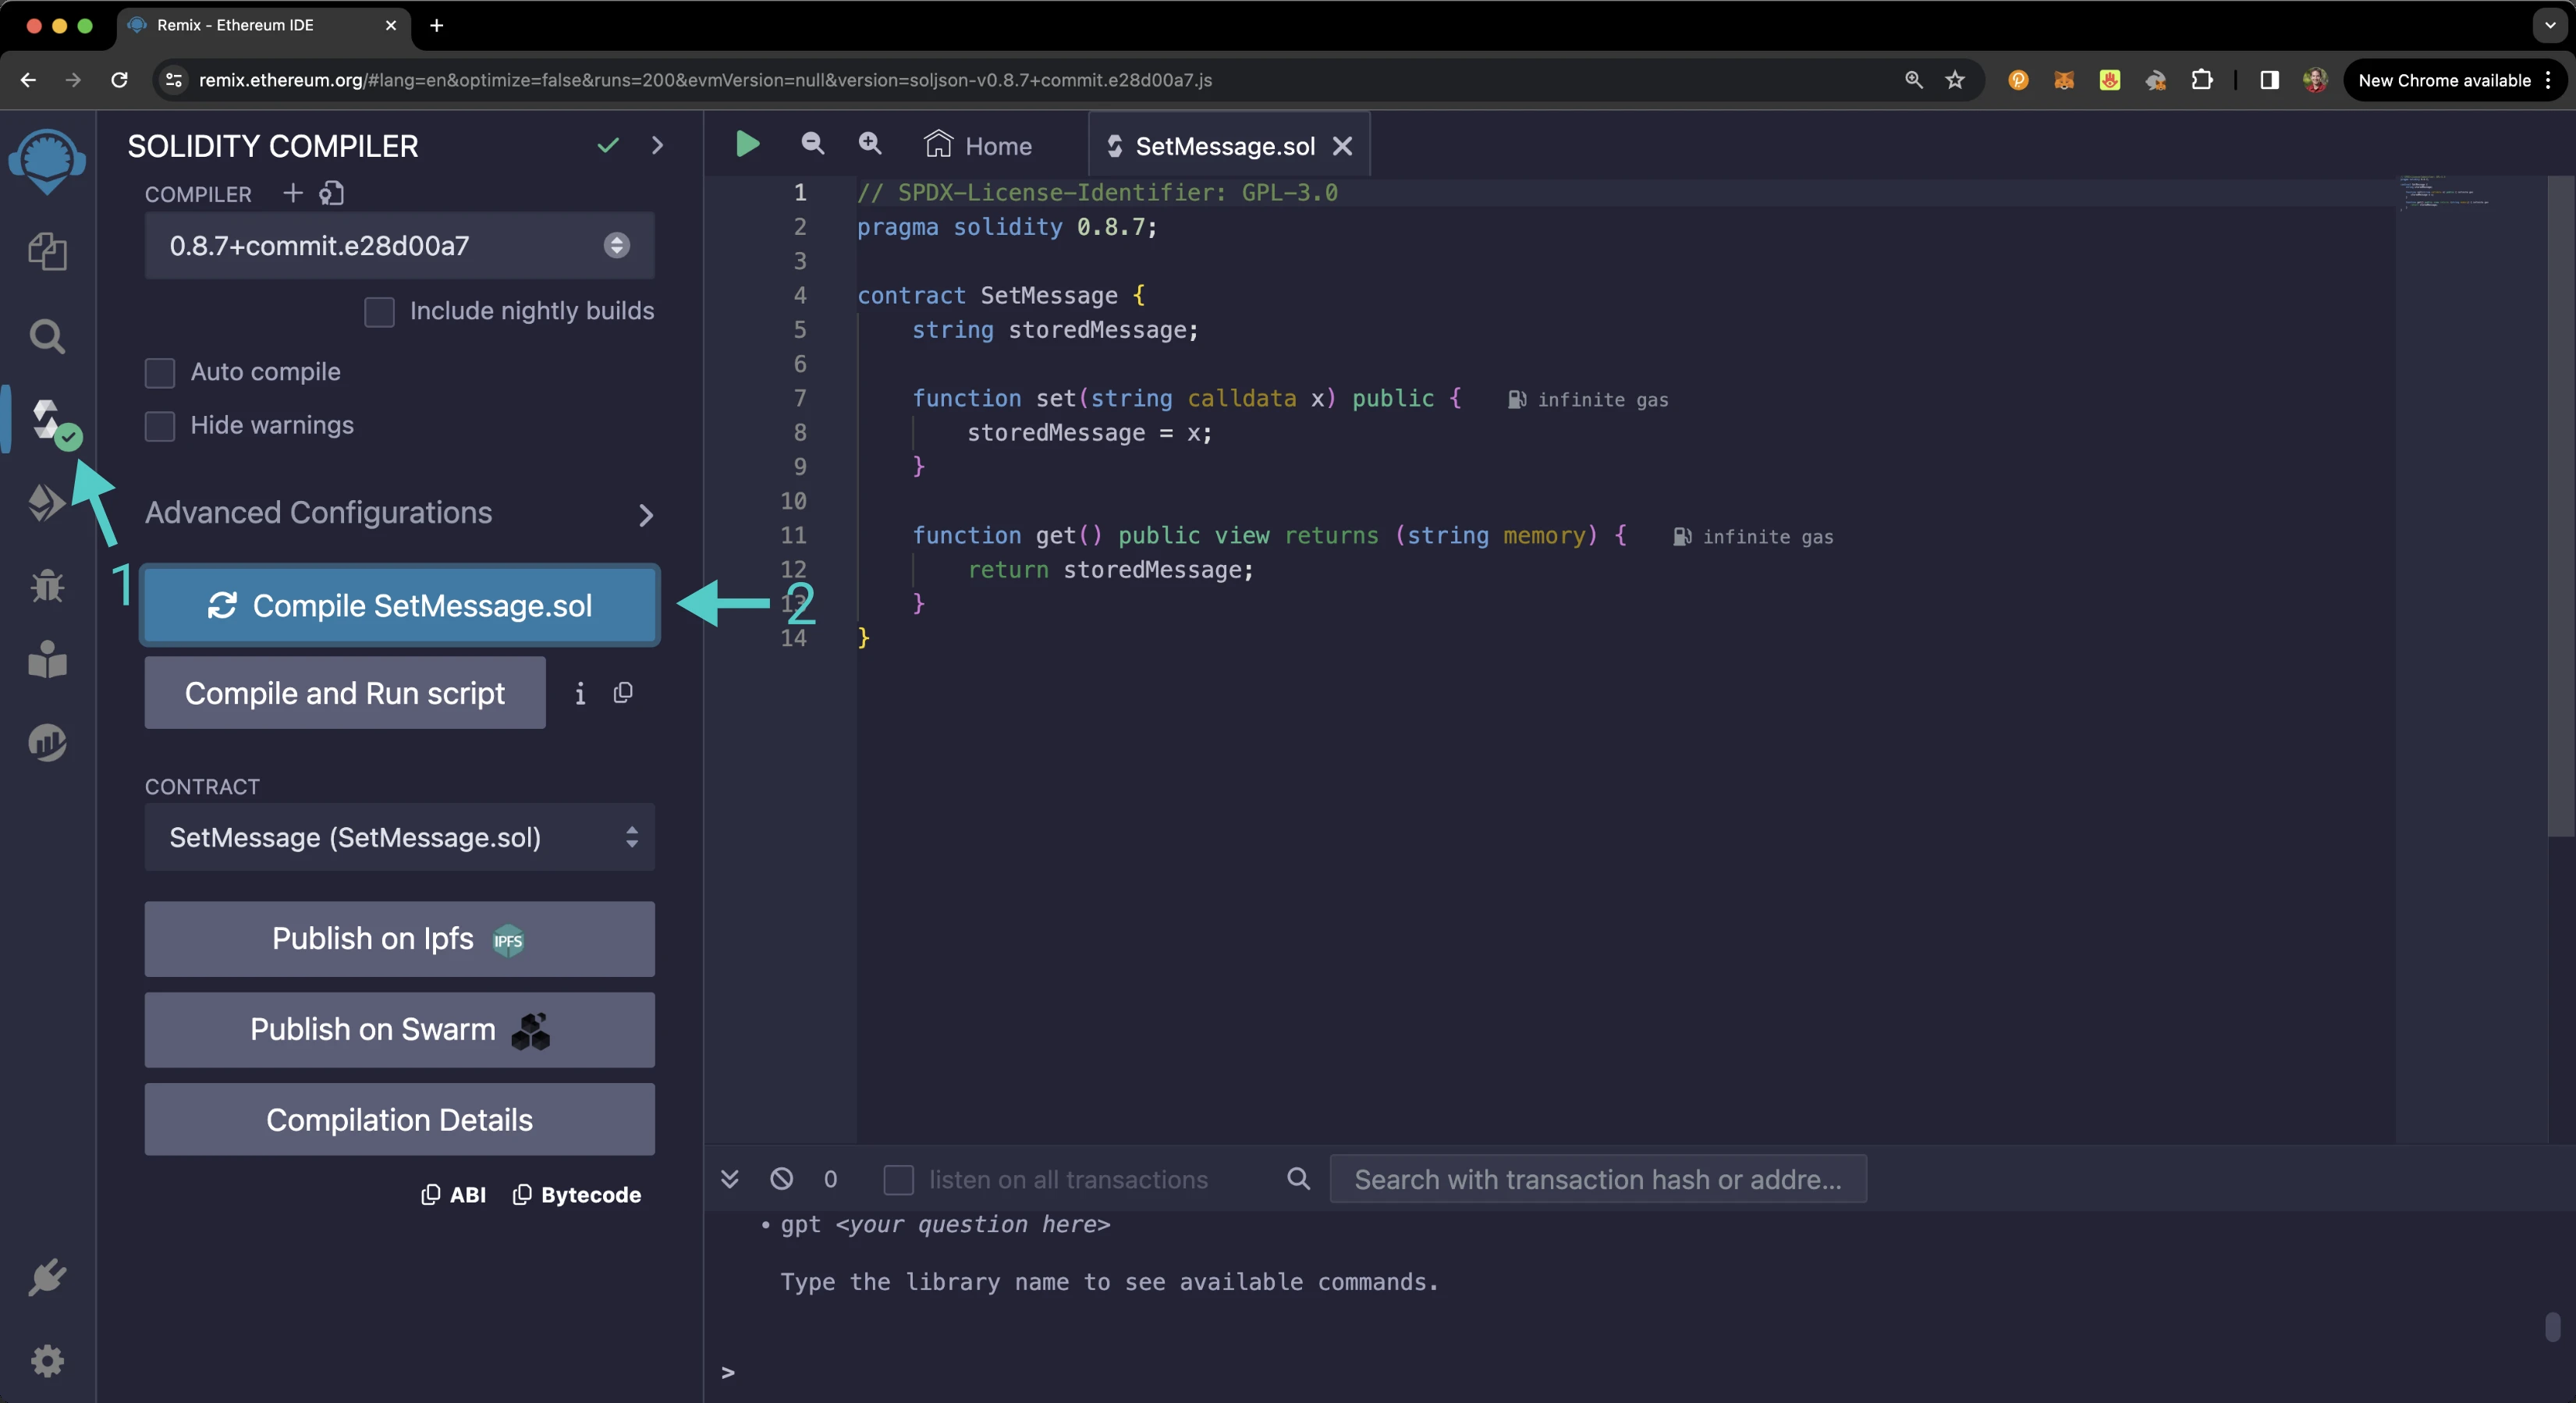 Remix - Ethereum IDE
remix.ethereum.org/#lang=en&optimize=false&runs=200&evmVersion=null&version=soljson-v0.8.7+commit.e28d00a7.js
New Chrome available
SOLIDITY COMPILER
COMPILER
0.8.7+commit.e28d00a7
Include nightly builds
Auto compile
Hide warnings
Advanced Configurations
1
Compile SetMessage.sol
2
Compile and Run script
CONTRACT
SetMessage (SetMessage.sol)
Publish on Ipfs IPFS
Publish on Swarm
Compilation Details
ABI Bytecode
Home SetMessage.sol
1 // SPDX-License-Identifier: GPL-3.0
2 pragma solidity 0.8.7;
3
4 contract SetMessage {
5 string storedMessage;
6
7 function set(string calldata x) public { infinite gas
8 storedMessage = x;
9 }
10
11 function get() public view returns (string memory) { infinite gas
12 return storedMessage;
13 }
14 }
0 listen on all transactions Search with transaction hash or addre...
• gpt <your question here>
Type the library name to see available commands.
>